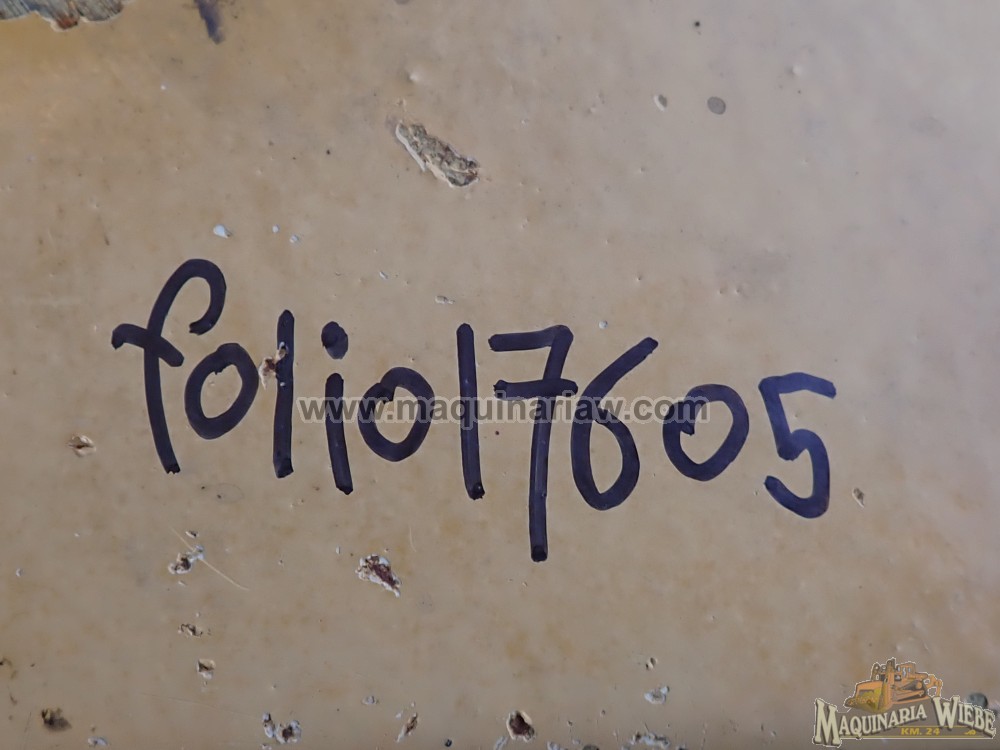 folio17605
www.maquinariaw.com
MAQUINARIA WIEBE
KM. 24